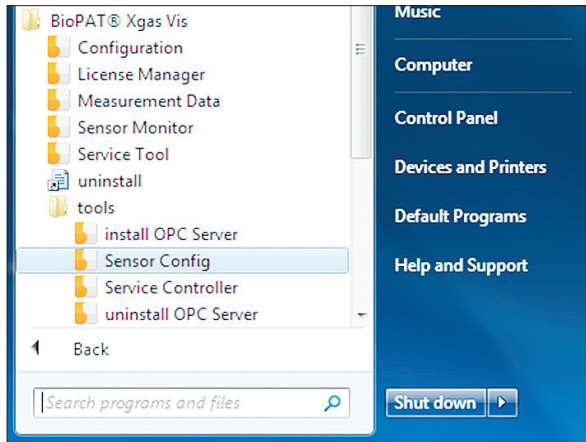 BioPAT® Xgas Vis
Configuration
License Manager
Measurement Data
Sensor Monitor
Service Tool
uninstall
tools
install OPC Server
Sensor Config
Service Controller
uninstall OPC Server
Back
Search programs and files
Music
Computer
Control Panel
Devices and Printers
Default Programs
Help and Support
Shut down